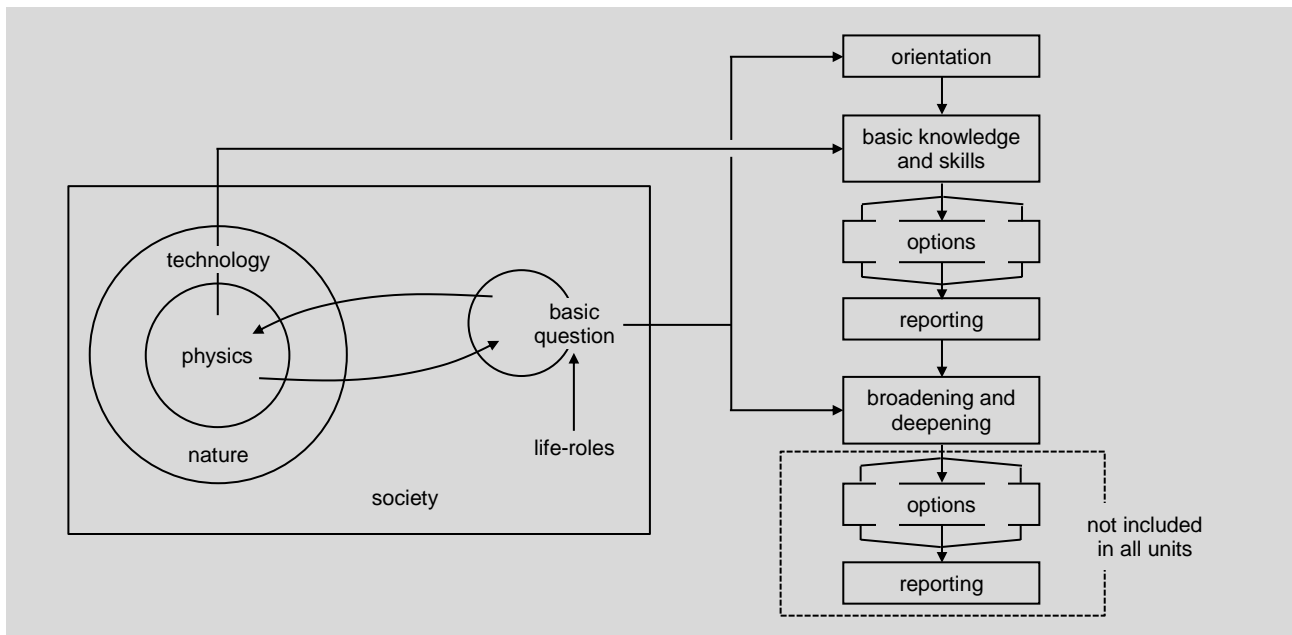 technology
physics
nature
society
basic
question
life-roles
orientation
basic knowledge
and skills
options
reporting
broadening and
deepening
options
reporting
not included
in all units